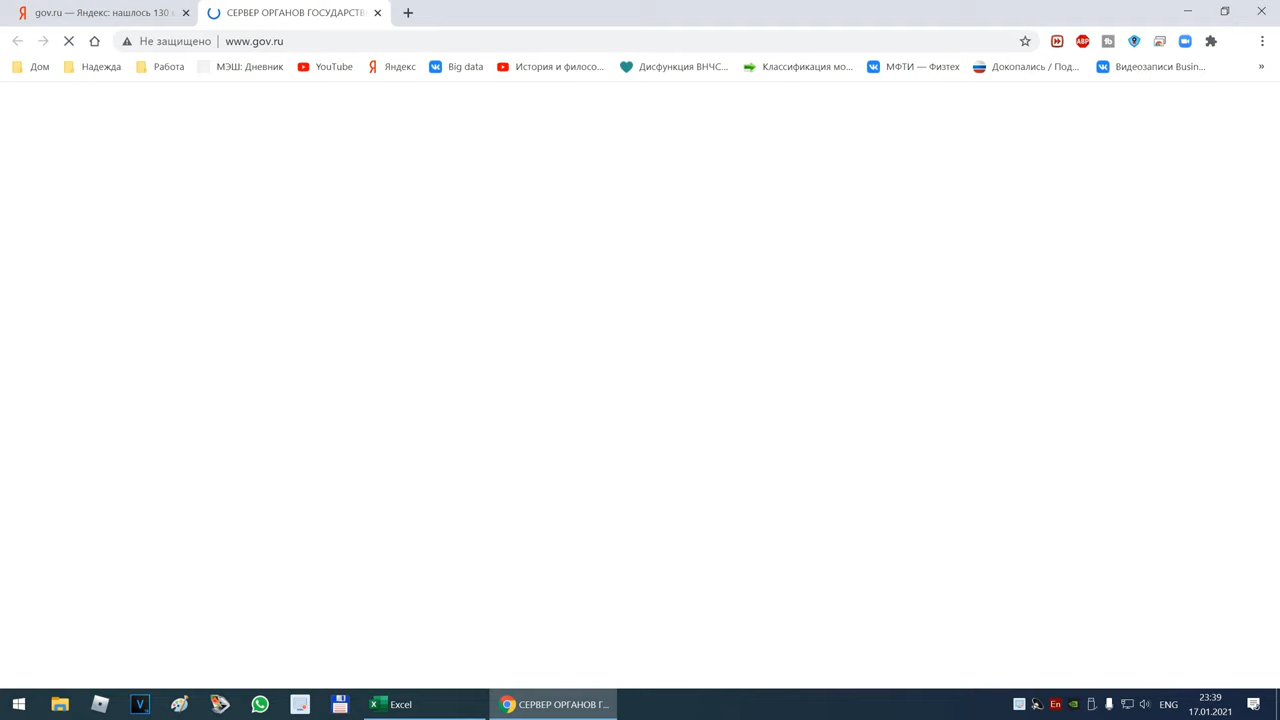 gov.ru — Яндекс: нашлось 130
СЕРВЕР ОРГАНОВ ГОСУДАРСТВ
Не защищено www.gov.ru
ABP
Дом Надежда Работа МЭШ: Дневник YouTube Яндекс Big data История и филосо... Дисфункция ВНЧС... Классификация мо... МФТИ — Физтех Докопались / Под... Видеозаписи Busin... »
Excel СЕРВЕР ОРГАНОВ Г... En ENG 23:39
17.01.2021